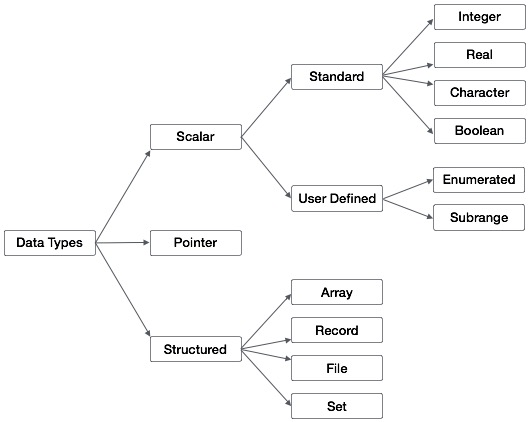 Data Types
Scalar
Pointer
Structured
Standard
User Defined
Array
Record
File
Set
Integer
Real
Character
Boolean
Enumerated
Subrange